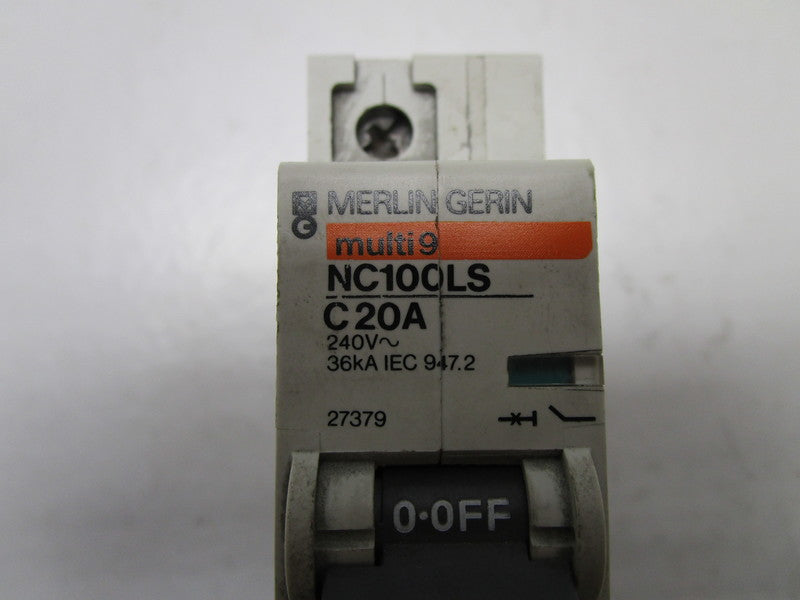 MERLIN GERIN
multi9
NC100LS
C20A
240V~
36kA IEC 947.2
27379
0·OFF